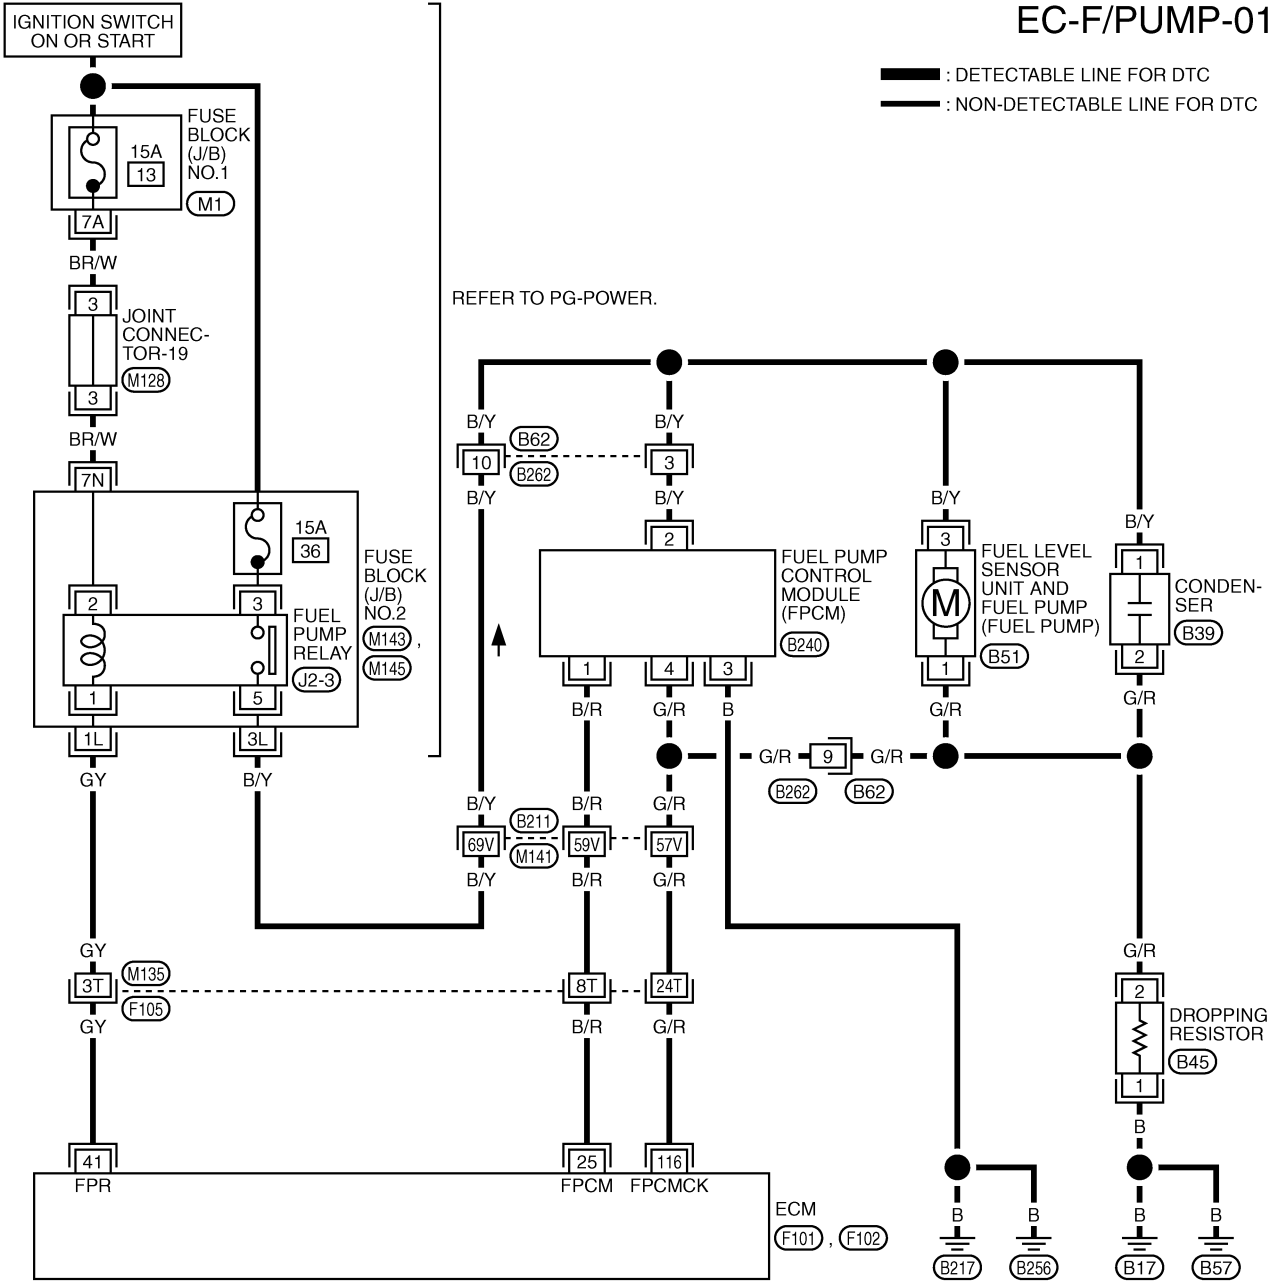 EC-F/PUMP-01
IGNITION SWITCH
ON OR START
: DETECTABLE LINE FOR DTC
: NON-DETECTABLE LINE FOR DTC
FUSE
BLOCK
(J/B)
NO.1
M1
15A
13
7A
BR/W
3
JOINT
CONNEC-
TOR-19
M128
3
BR/W
7N
REFER TO PG-POWER.
15A
36
FUSE
BLOCK
(J/B)
NO.2
M143 ,
M145
2
3
FUEL
PUMP
RELAY
J2-3
1
5
1L
3L
GY
B/Y
B/Y
B/Y
10
B62
B262
3
B/Y
B/Y
B/Y
B/Y
2
FUEL PUMP
CONTROL
MODULE
(FPCM)
B240
3
M
FUEL LEVEL
SENSOR
UNIT AND
FUEL PUMP
(FUEL PUMP)
B51
1
CONDEN-
SER
B39
1
4
3
1
2
B/R
G/R
B
G/R
G/R
G/R
9
G/R
B262
B62
B/Y
B/R
G/R
69V
B211
M141
59V
57V
B/Y
B/R
G/R
GY
G/R
3T
M135
F105
8T
24T
2
GY
B/R
G/R
DROPPING
RESISTOR
B45
1
B
41
25
116
FPR
FPCM
FPCMCK
ECM
F101 , F102
B
B
B
B
B217
B256
B17
B57